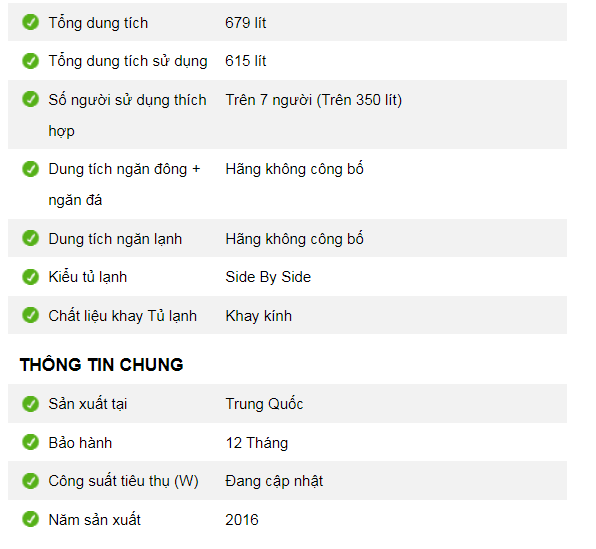 Tổng dung tích 679 lít
Tổng dung tích sử dụng 615 lít
Số người sử dụng thích Trên 7 người (Trên 350 lít)
hợp
Dung tích ngăn đông + Hãng không công bố
ngăn đá
Dung tích ngăn lạnh Hãng không công bố
Kiểu tủ lạnh Side By Side
Chất liệu khay Tủ lạnh Khay kính
THÔNG TIN CHUNG
Sản xuất tại Trung Quốc
Bảo hành 12 Tháng
Công suất tiêu thụ (W) Đang cập nhật
Năm sản xuất 2016